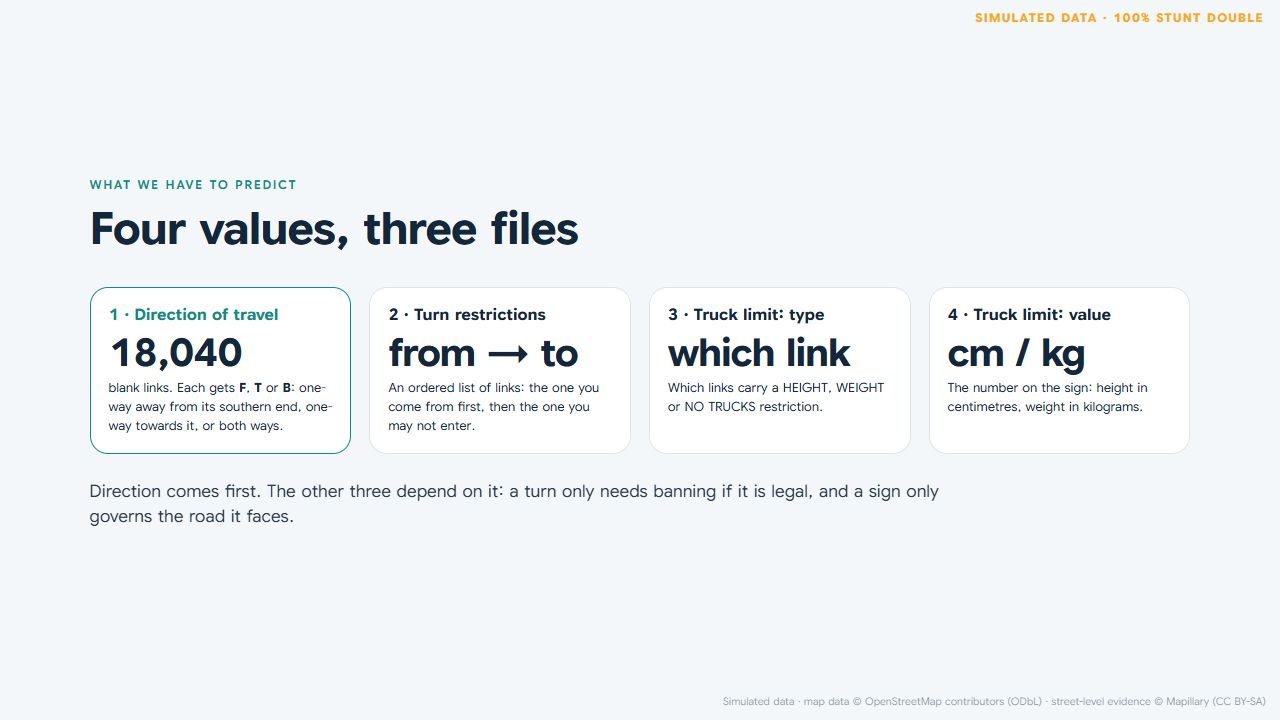 SIMULATED DATA · 100% STUNT DOUBLE
WHAT WE HAVE TO PREDICT
Four values, three files
1 · Direction of travel
18,040
blank links. Each gets F, T or B: one-
way away from its southern end, one-
way towards it, or both ways.
2 · Turn restrictions
from → to
An ordered list of links: the one you
come from first, then the one you
may not enter.
3 · Truck limit: type
which link
Which links carry a HEIGHT, WEIGHT
or NO TRUCKS restriction.
4 · Truck limit: value
cm / kg
The number on the sign: height in
centimetres, weight in kilograms.
Direction comes first. The other three depend on it: a turn only needs banning if it is legal, and a sign only
governs the road it faces.
Simulated data · map data © OpenStreetMap contributors (ODbL) · street-level evidence © Mapillary (CC BY-SA)